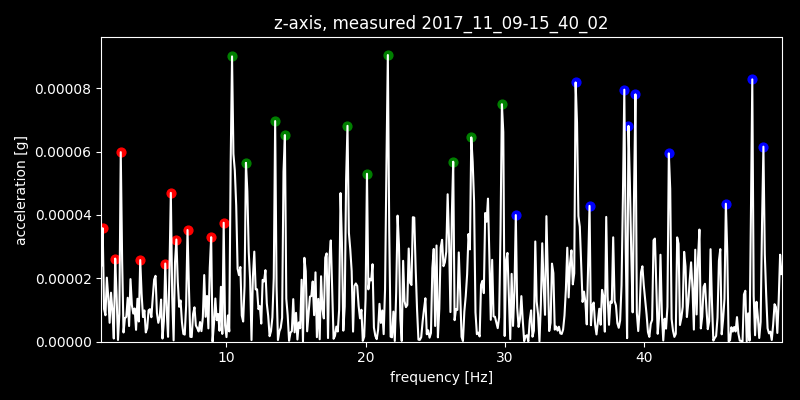 z-axis, measured 2017_11_09-15_40_02
acceleration [g]
0.00008
0.00006
0.00004
0.00002
0.00000
10 20 30 40
frequency [Hz]